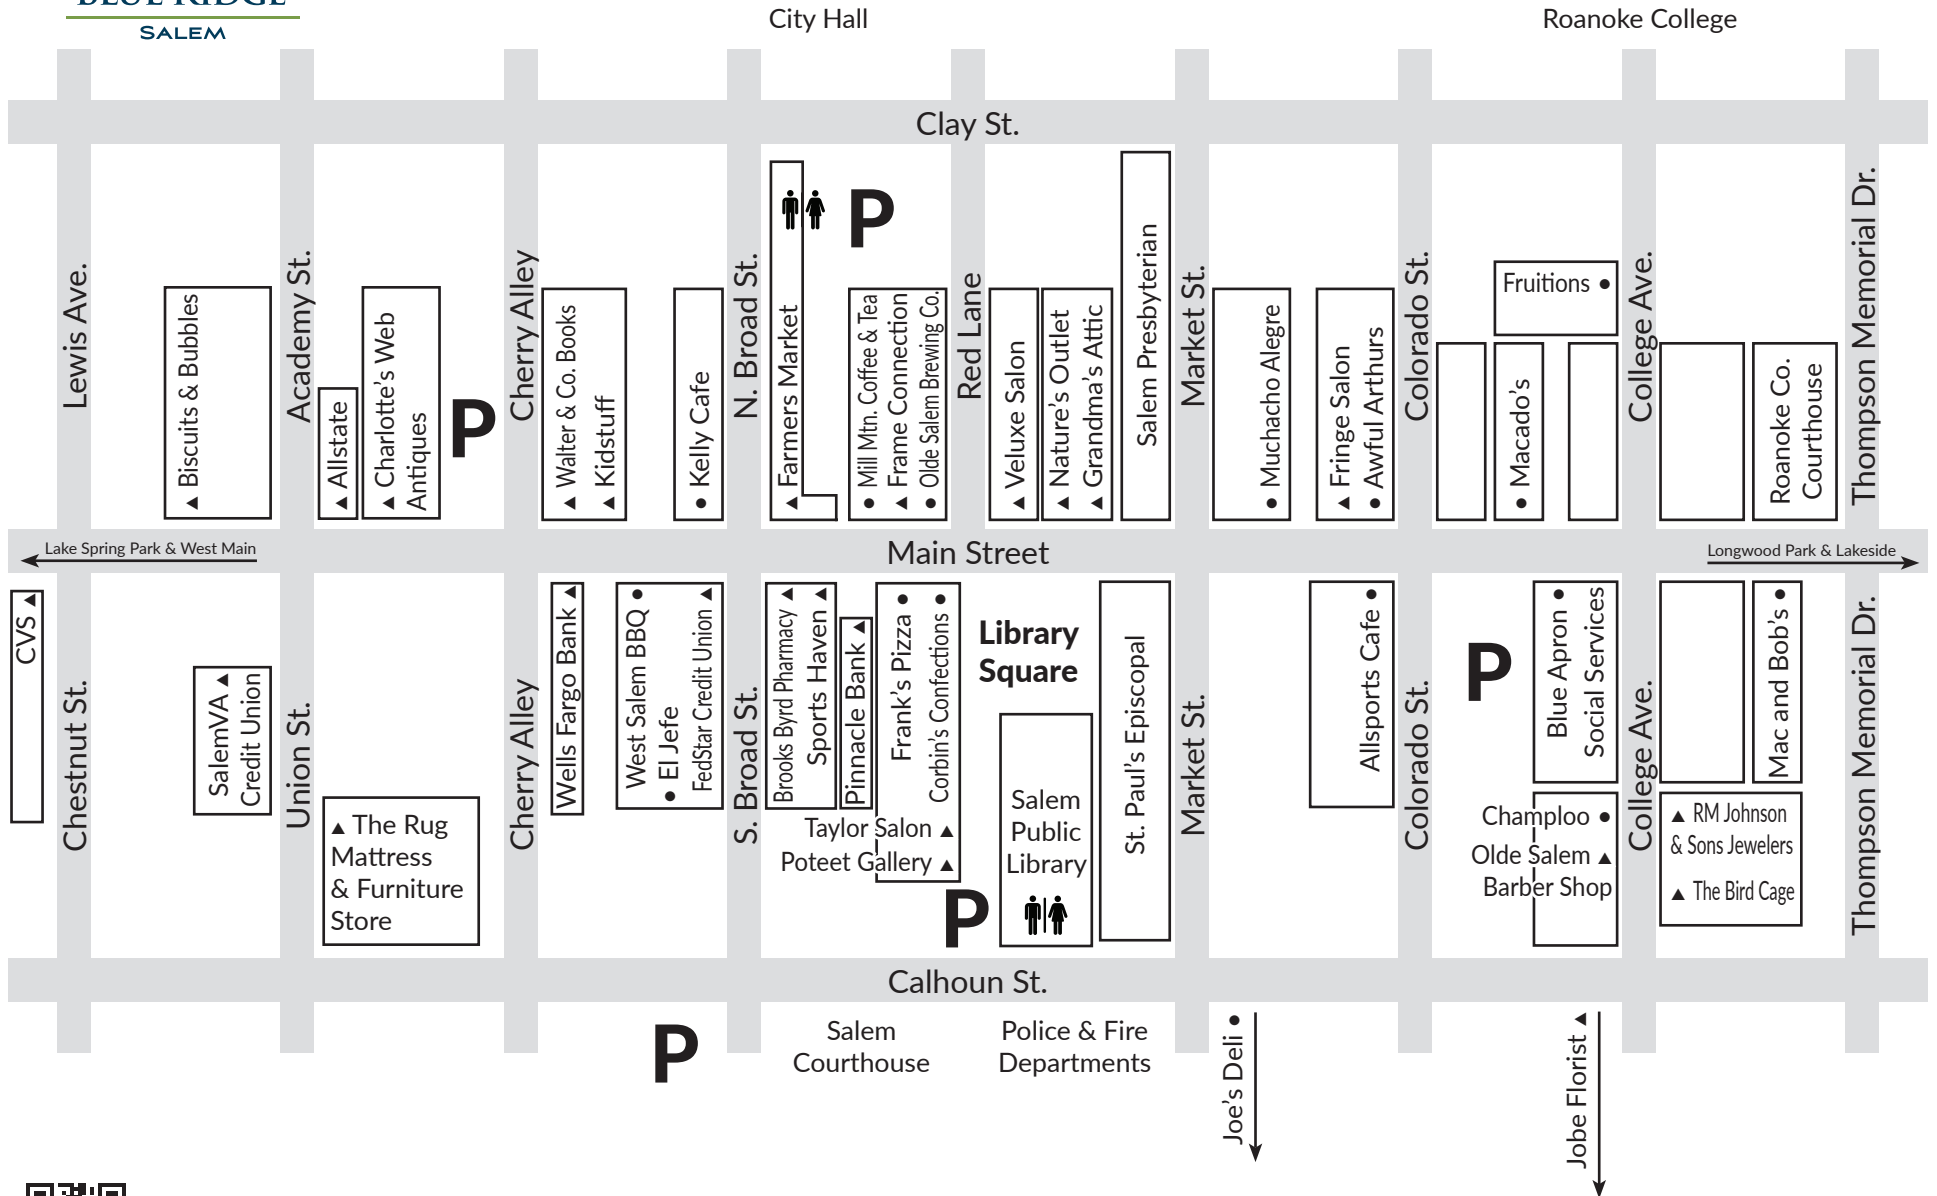 BLUE RIDGE
SALEM
City Hall
Roanoke College
Clay St.
Lewis Ave.
Biscuits & Bubbles
Academy St.
Allstate
Charlotte's Web
Antiques
P
Cherry Alley
Walter & Co. Books
Kidstuff
Kelly Cafe
N. Broad St.
Farmers Market
P
Mill Mtn. Coffee & Tea
Frame Connection
Olde Salem Brewing Co.
Red Lane
Veluxe Salon
Nature's Outlet
Grandma's Attic
Salem Presbyterian
Market St.
Muchacho Alegre
Fringe Salon
Awful Arthurs
Colorado St.
Fruitions
Macado's
College Ave.
Roanoke Co.
Courthouse
Thompson Memorial Dr.
Lake Spring Park & West Main
Main Street
Longwood Park & Lakeside
CVS
Chestnut St.
SalemVA
Credit Union
Union St.
The Rug
Mattress
& Furniture
Store
Cherry Alley
Wells Fargo Bank
West Salem BBQ
El Jefe
FedStar Credit Union
S. Broad St.
Brooks Byrd Pharmacy
Sports Haven
Pinnacle Bank
Frank's Pizza
Corbin's Confections
Taylor Salon
Poteet Gallery
P
Library
Square
Salem
Public
Library
St. Paul's Episcopal
Market St.
Allsports Cafe
Colorado St.
P
Blue Apron
Social Services
Champloo
Olde Salem
Barber Shop
College Ave.
Mac and Bob's
RM Johnson
& Sons Jewelers
The Bird Cage
Thompson Memorial Dr.
Calhoun St.
P
Salem
Courthouse
Police & Fire
Departments
Joe's Deli
Jobe Florist